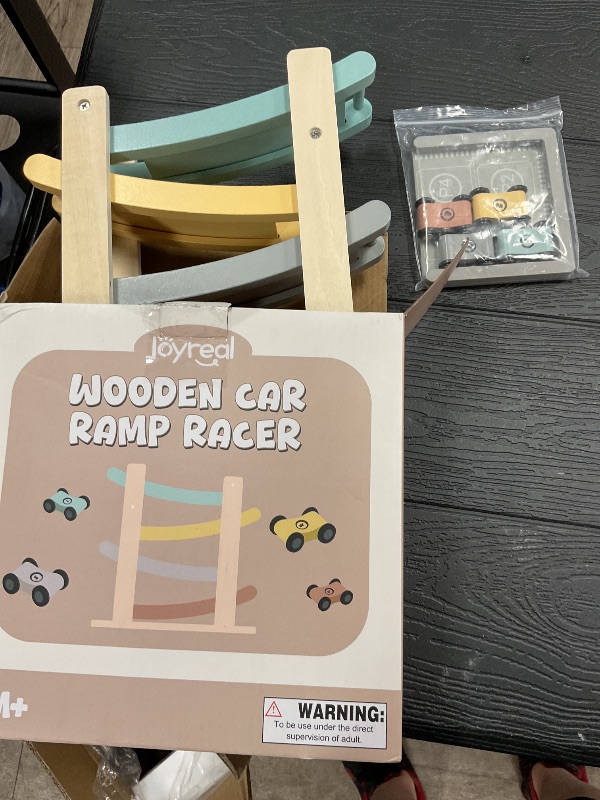 joyreal
WOODEN CAR
RAMP RACER
M+
WARNING:
To be use under the direct
supervision of adult.